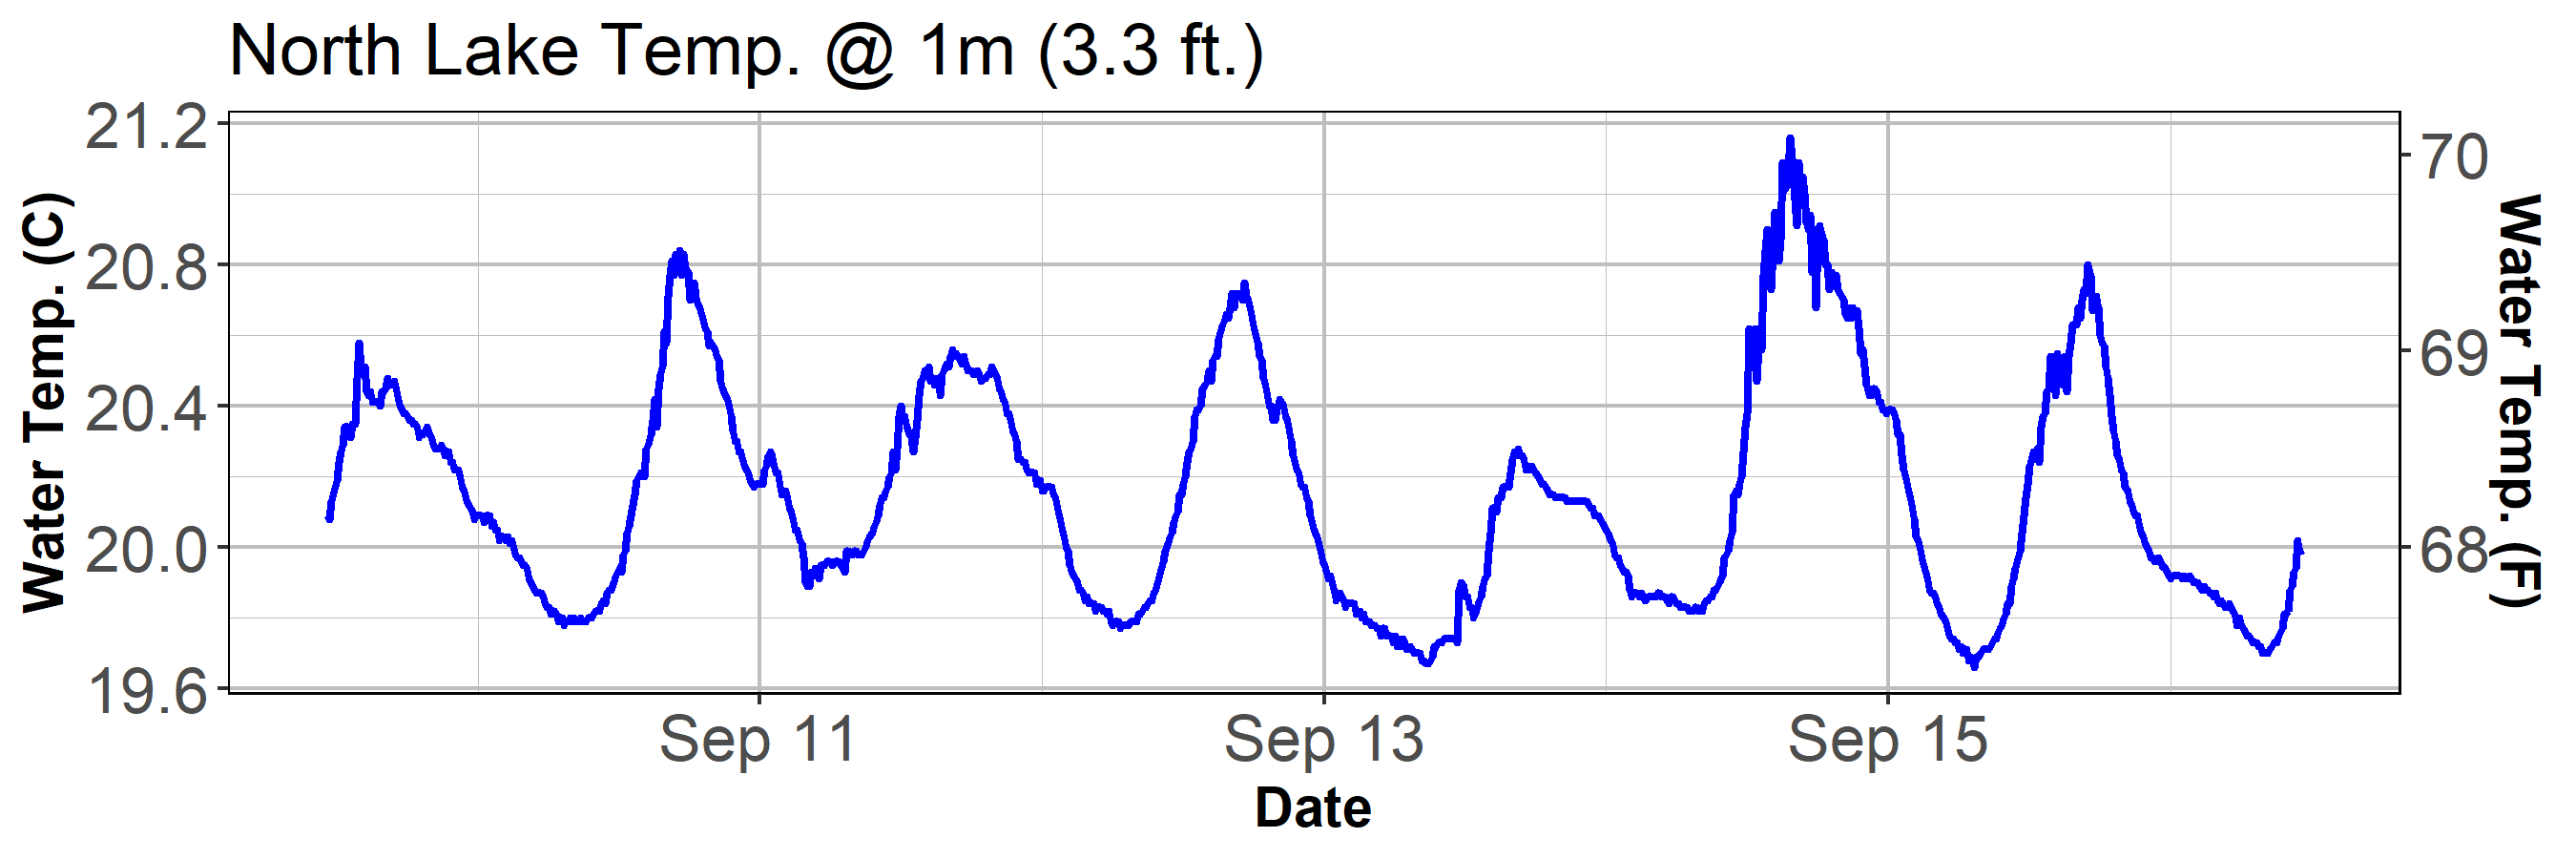 North Lake Temp. @ 1m (3.3 ft.)
Water Temp. (C)
21.2
20.8
20.4
20.0
19.6
70
69
68
Water Temp. (F)
Sep 11
Sep 13
Sep 15
Date